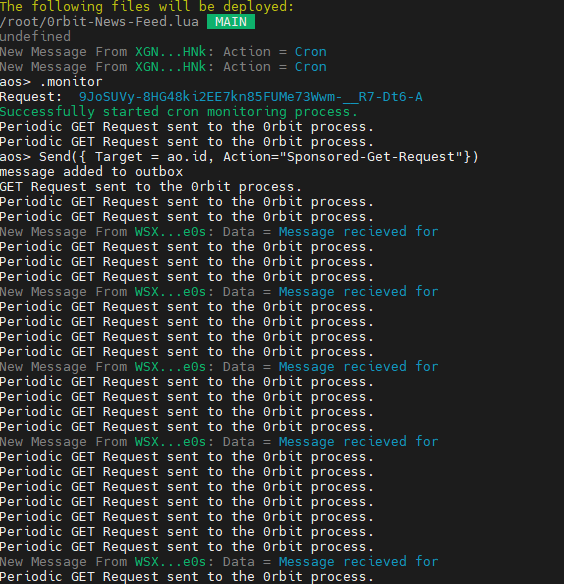 The following files will be deployed:
/root/0rbit-News-Feed.lua MAIN
undefined
New Message From XGN...HNk: Action = Cron
New Message From XGN...HNk: Action = Cron
aos> .monitor
Request:  9JoSUVy-8HG48ki2EE7kn85FUMe73Wwm-__R7-Dt6-A
Successfully started cron monitoring process.
Periodic GET Request sent to the 0rbit process.
Periodic GET Request sent to the 0rbit process.
aos> Send({ Target = ao.id, Action="Sponsored-Get-Request"})
message added to outbox
GET Request sent to the 0rbit process.
Periodic GET Request sent to the 0rbit process.
Periodic GET Request sent to the 0rbit process.
New Message From WSX...e0s: Data = Message recieved for
Periodic GET Request sent to the 0rbit process.
Periodic GET Request sent to the 0rbit process.
Periodic GET Request sent to the 0rbit process.
New Message From WSX...e0s: Data = Message recieved for
Periodic GET Request sent to the 0rbit process.
Periodic GET Request sent to the 0rbit process.
Periodic GET Request sent to the 0rbit process.
Periodic GET Request sent to the 0rbit process.
New Message From WSX...e0s: Data = Message recieved for
Periodic GET Request sent to the 0rbit process.
Periodic GET Request sent to the 0rbit process.
Periodic GET Request sent to the 0rbit process.
Periodic GET Request sent to the 0rbit process.
New Message From WSX...e0s: Data = Message recieved for
Periodic GET Request sent to the 0rbit process.
Periodic GET Request sent to the 0rbit process.
Periodic GET Request sent to the 0rbit process.
Periodic GET Request sent to the 0rbit process.
Periodic GET Request sent to the 0rbit process.
Periodic GET Request sent to the 0rbit process.
Periodic GET Request sent to the 0rbit process.
New Message From WSX...e0s: Data = Message recieved for
Periodic GET Request sent to the 0rbit process.